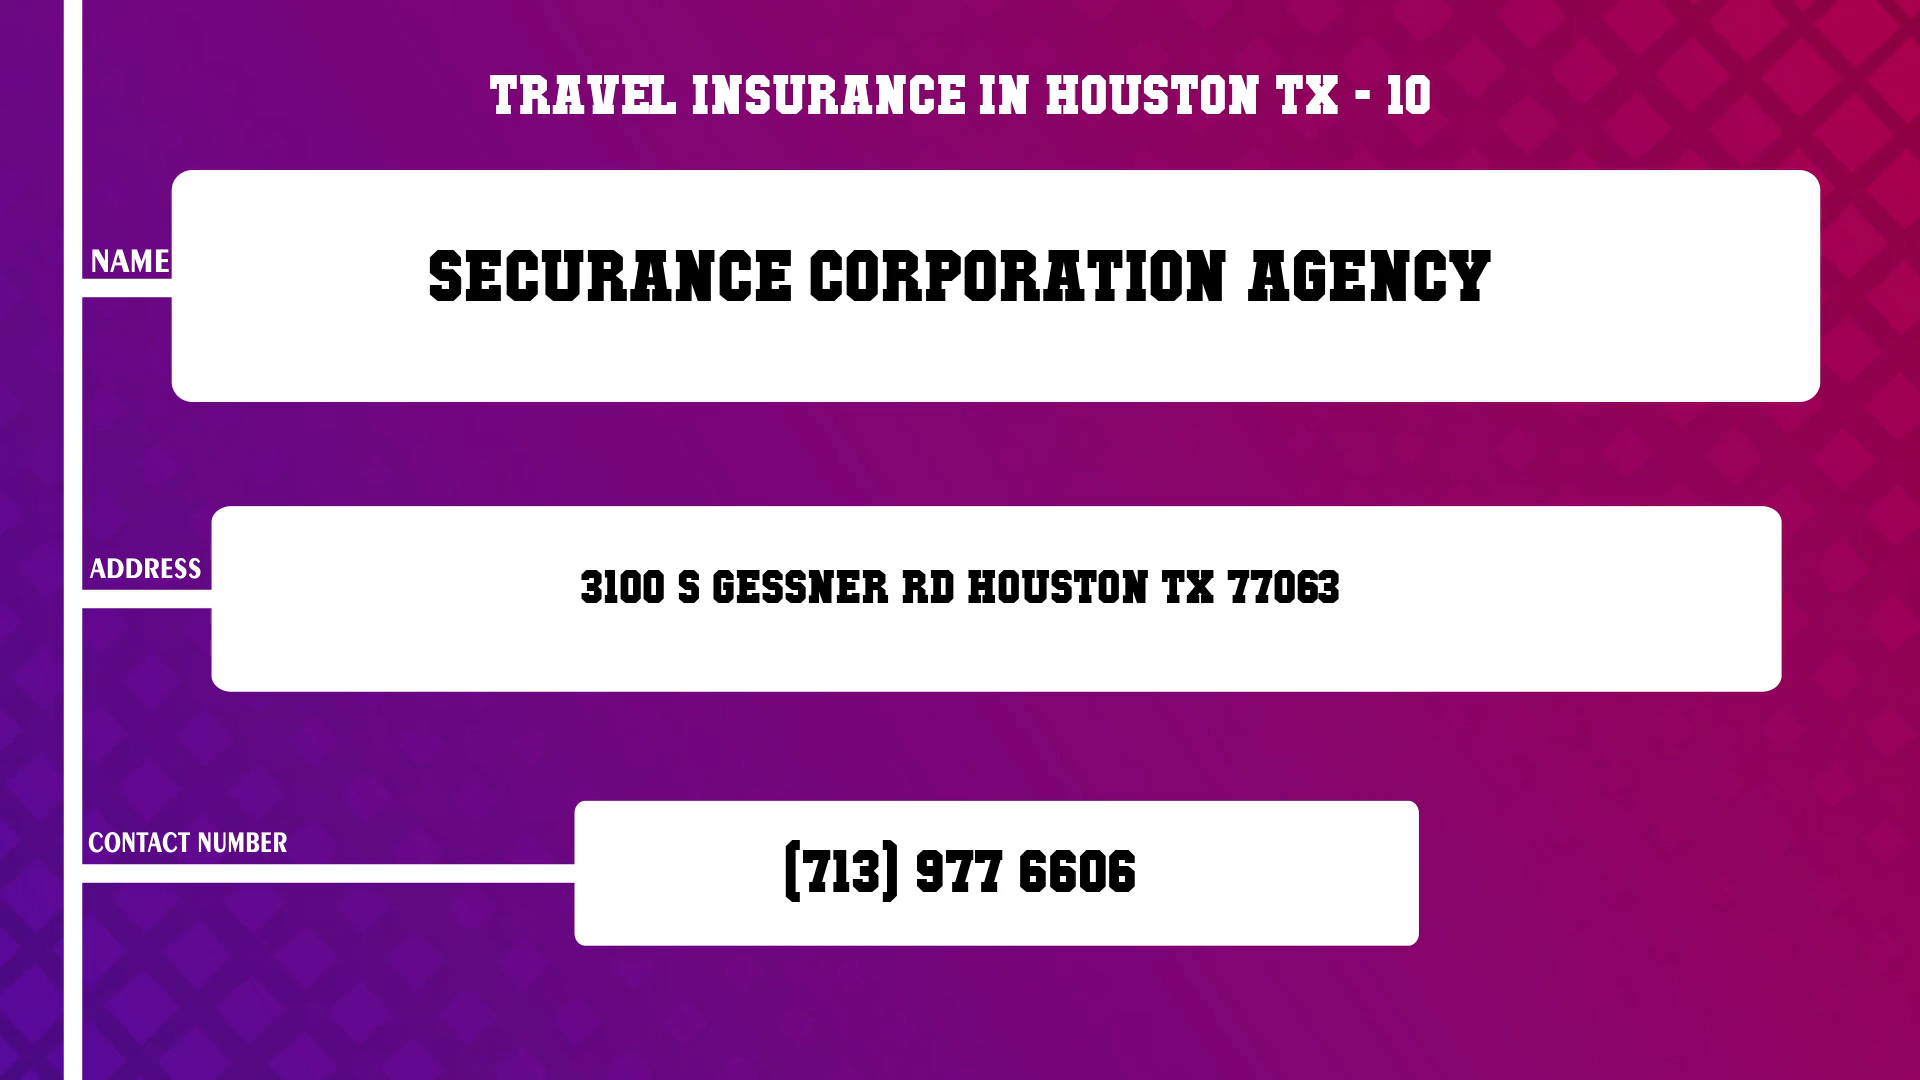 TRAVEL INSURANCE IN HOUSTON TX - 10
NAME
SECURANCE CORPORATION AGENCY
ADDRESS
3100 S GESSNER RD HOUSTON TX 77063
CONTACT NUMBER
(713) 977 6606